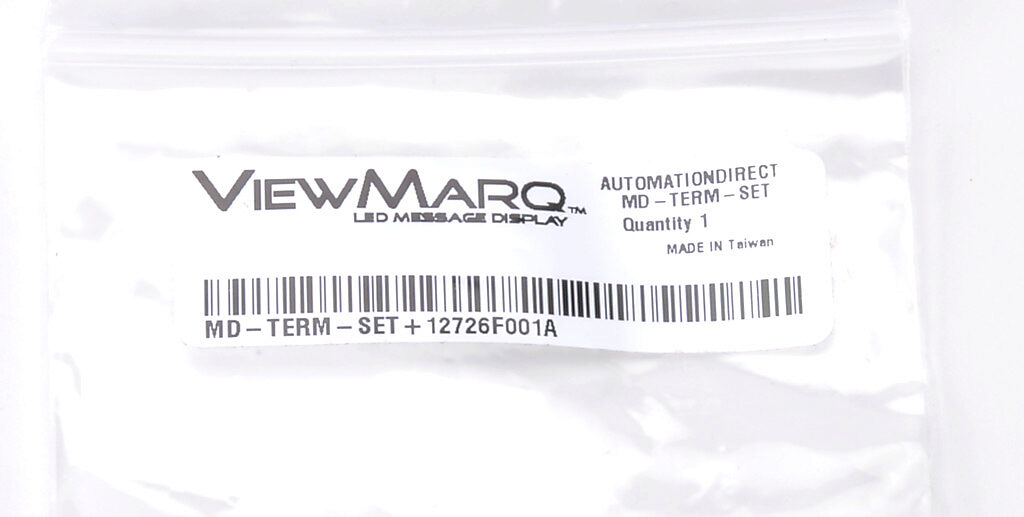 VIEWMARQ™
LED MESSAGE DISPLAY
AUTOMATIONDIRECT
MD-TERM-SET
Quantity 1
MADE IN Taiwan
MD-TERM-SET+12726F001A